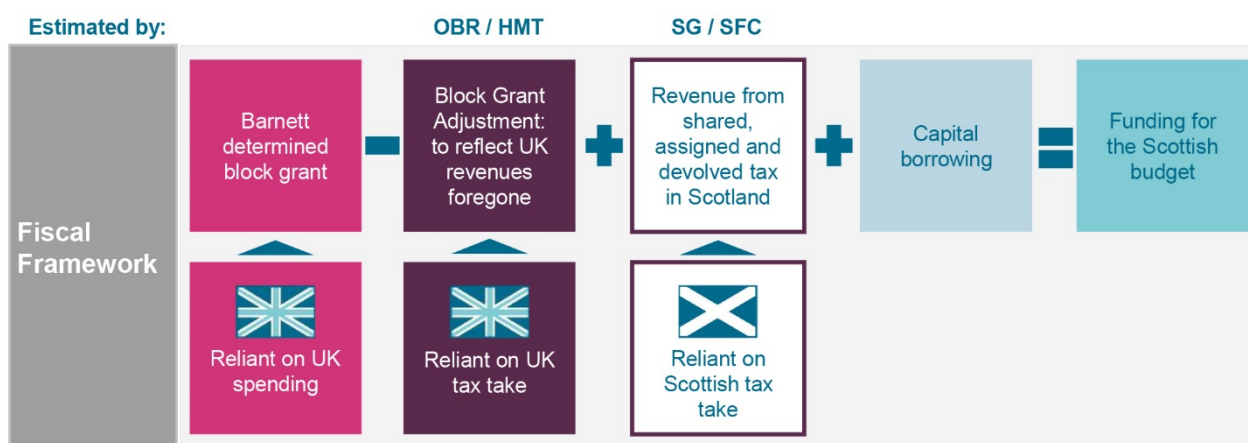 Estimated by:
OBR / HMT
SG / SFC
Fiscal
Framework
Barnett
determined
block grant
Block Grant
Adjustment:
to reflect UK
revenues
foregone
Revenue from
shared,
assigned and
devolved tax
in Scotland
Capital
borrowing
Funding for
the Scottish
budget
Reliant on UK
spending
Reliant on UK
tax take
Reliant on
Scottish tax
take